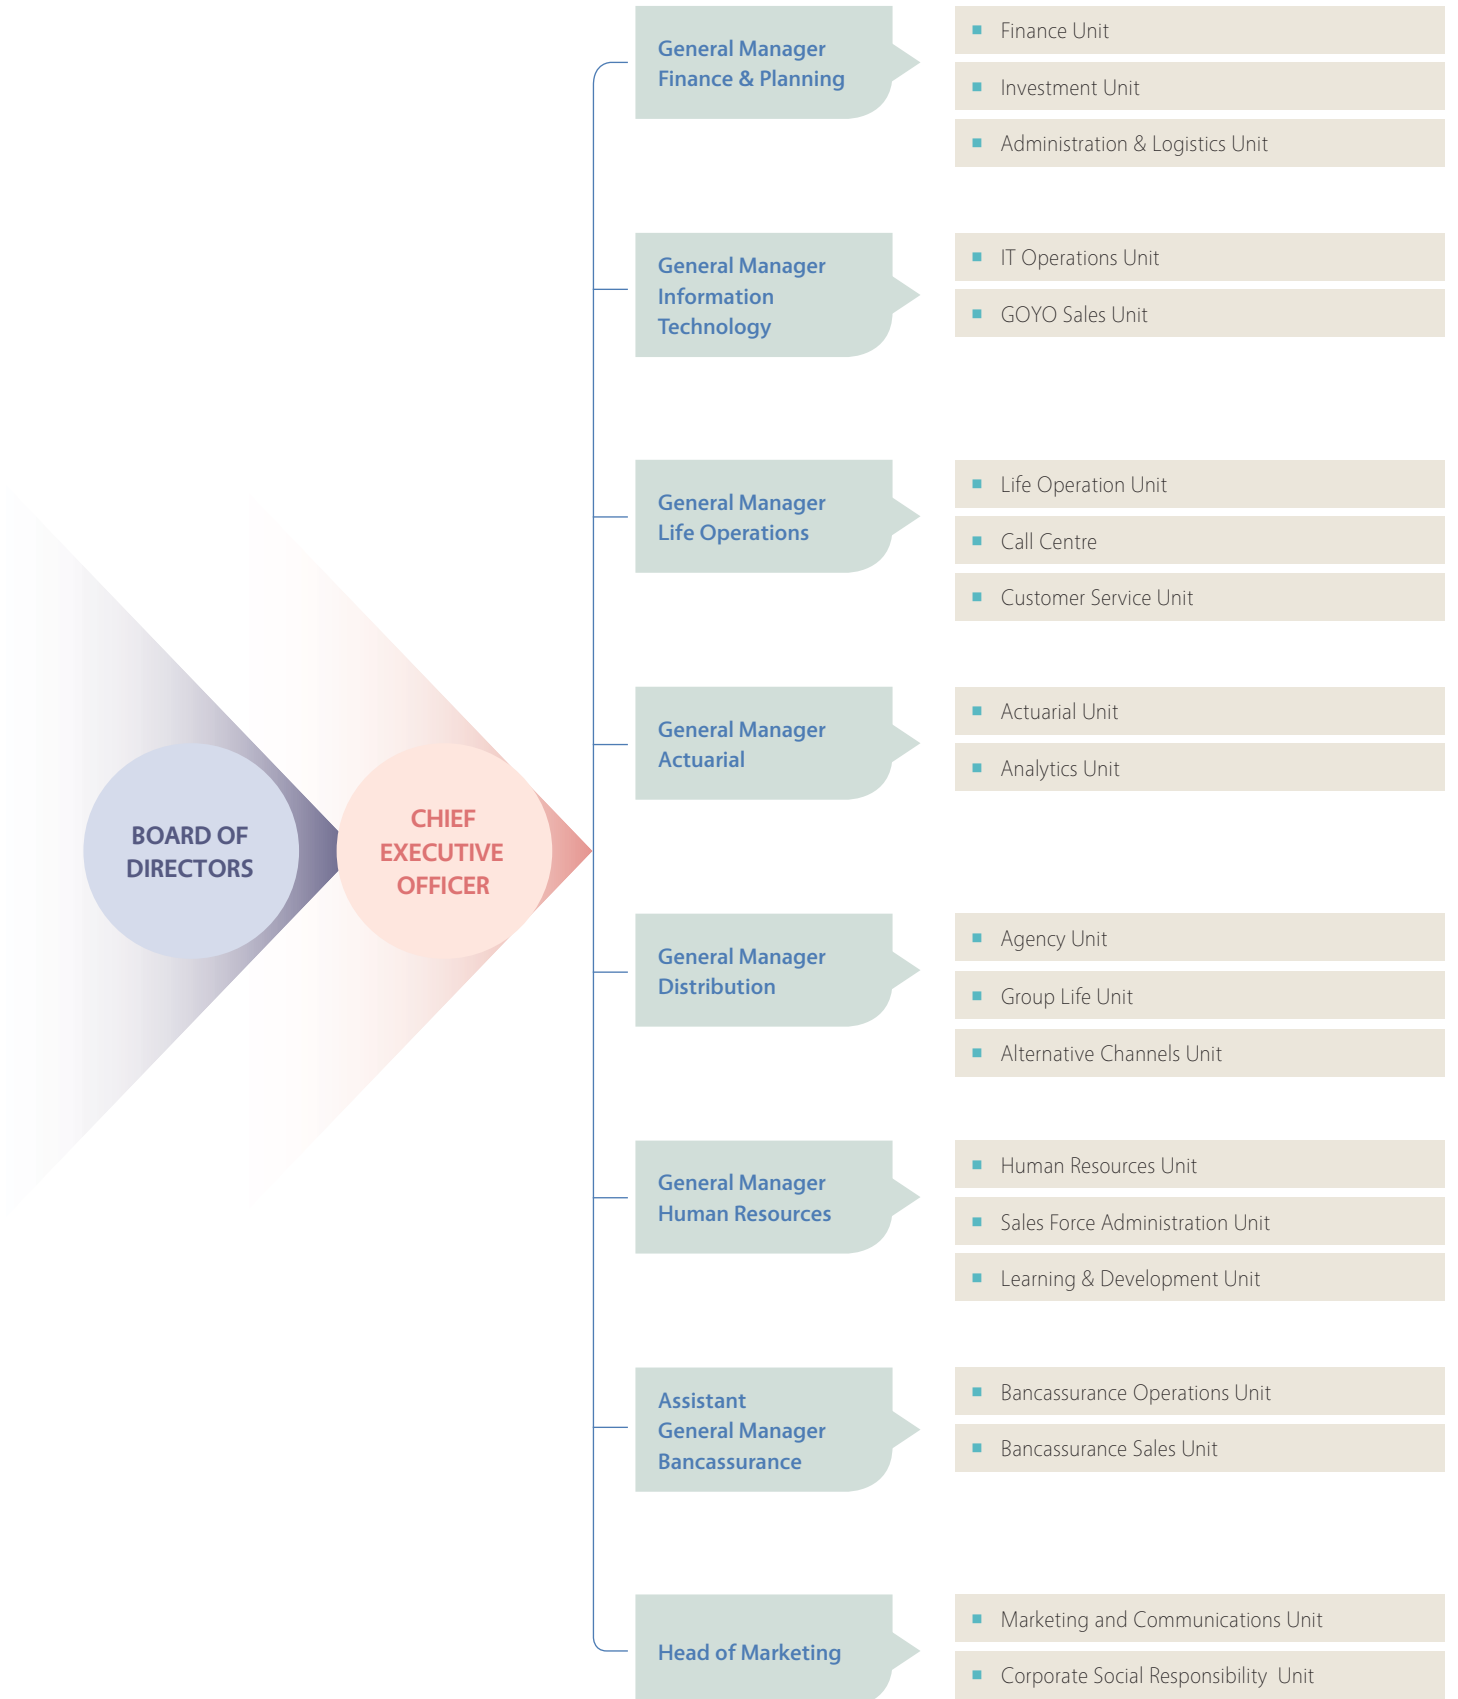 BOARD OF
DIRECTORS
CHIEF
EXECUTIVE
OFFICER
General Manager
Finance & Planning
Finance Unit
Investment Unit
Administration & Logistics Unit
General Manager
Information
Technology
IT Operations Unit
GOYO Sales Unit
General Manager
Life Operations
Life Operation Unit
Call Centre
Customer Service Unit
General Manager
Actuarial
Actuarial Unit
Analytics Unit
General Manager
Distribution
Agency Unit
Group Life Unit
Alternative Channels Unit
General Manager
Human Resources
Human Resources Unit
Sales Force Administration Unit
Learning & Development Unit
Assistant
General Manager
Bancassurance
Bancassurance Operations Unit
Bancassurance Sales Unit
Head of Marketing
Marketing and Communications Unit
Corporate Social Responsibility  Unit